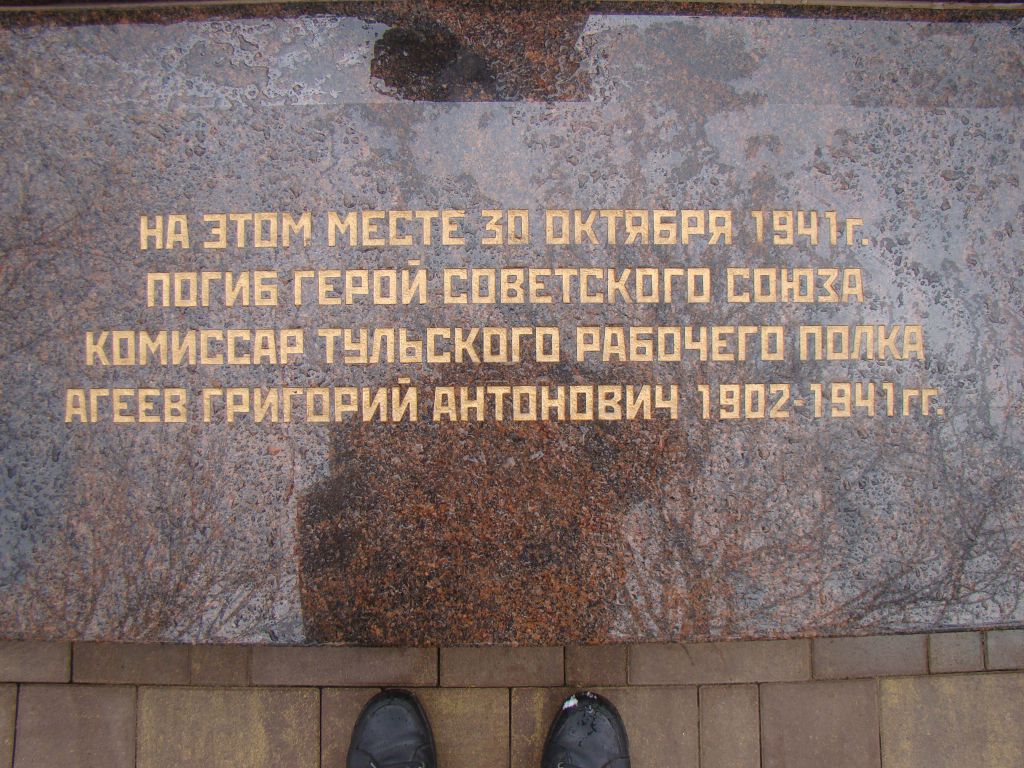 НА ЭТОМ МЕСТЕ 30 ОКТЯБРЯ 1941г.
ПОГИБ ГЕРОЙ СОВЕТСКОГО СОЮЗА
КОМИССАР ТУЛЬСКОГО РАБОЧЕГО ПОЛКА
АГЕЕВ ГРИГОРИЙ АНТОНОВИЧ 1902-1941гг.